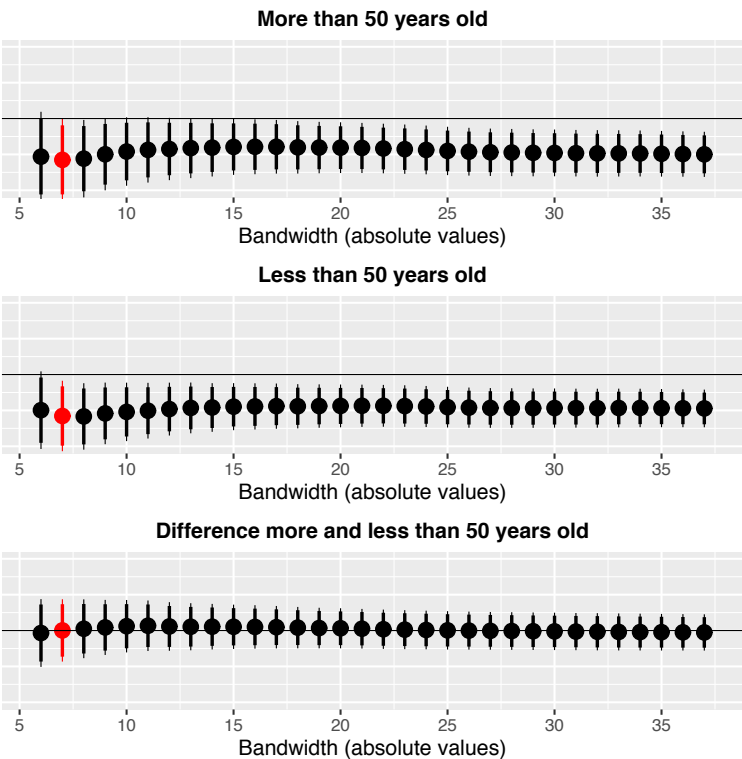 More than 50 years old
5 10 15 20 25 30 35
Bandwidth (absolute values)
Less than 50 years old
5 10 15 20 25 30 35
Bandwidth (absolute values)
Difference more and less than 50 years old
5 10 15 20 25 30 35
Bandwidth (absolute values)